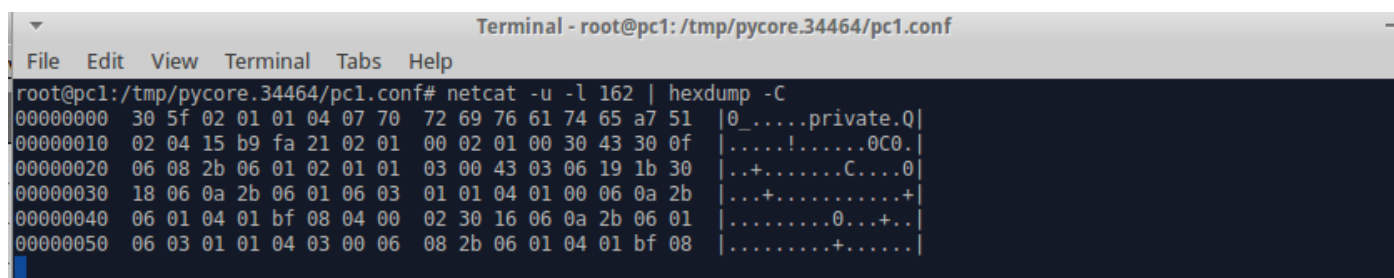 Terminal - root@pc1: /tmp/pycore.34464/pc1.conf
File Edit View Terminal Tabs Help
root@pc1:/tmp/pycore.34464/pc1.conf# netcat -u -l 162 | hexdump -C
00000000  30 5f 02 01 01 04 07 70  72 69 76 61 74 65 a7 51  |0_.....private.Q|
00000010  02 04 15 b9 fa 21 02 01  00 02 01 00 30 43 30 0f  |.....!......0C0.|
00000020  06 08 2b 06 01 02 01 01  03 00 43 03 06 19 1b 30  |..+.......C....0|
00000030  18 06 0a 2b 06 01 06 03  01 01 04 01 00 06 0a 2b  |...+...........+|
00000040  06 01 04 01 bf 08 04 00  02 30 16 06 0a 2b 06 01  |.........0...+..|
00000050  06 03 01 01 04 03 00 06  08 2b 06 01 04 01 bf 08  |.........+......|